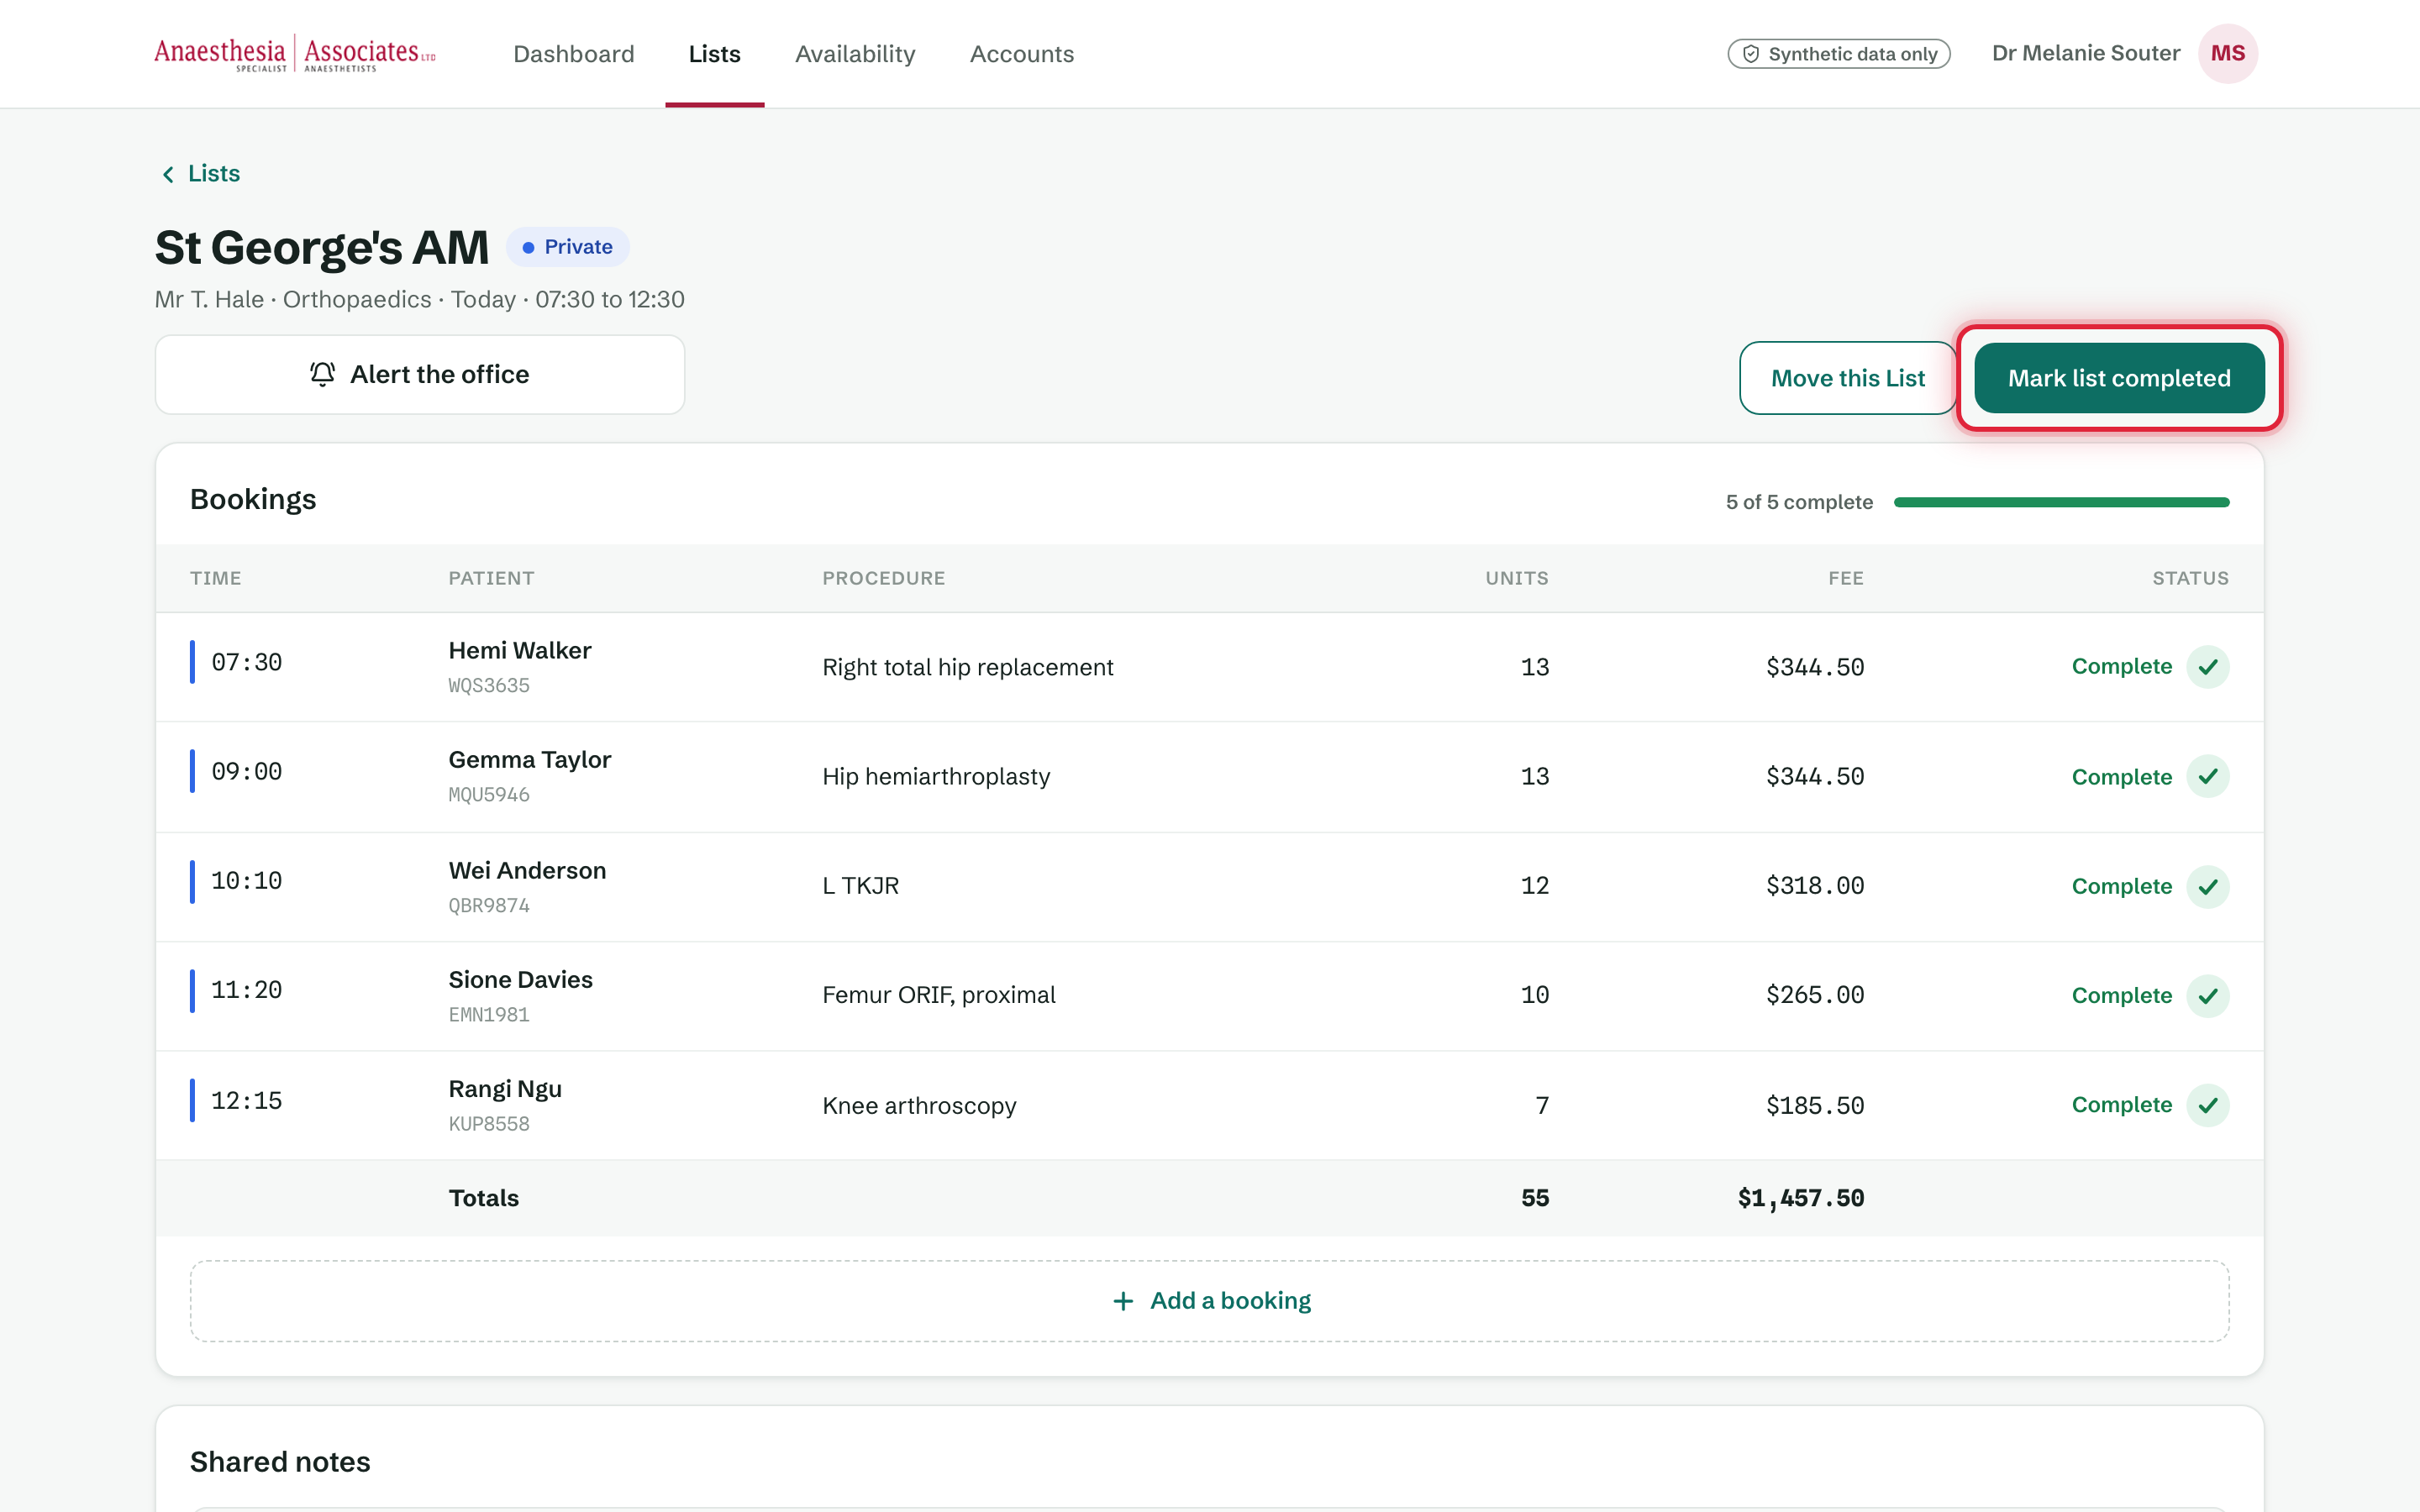 Anaesthesia Associates LTD
SPECIALIST ANAESTHETISTS
Dashboard
Lists
Availability
Accounts
Synthetic data only
Dr Melanie Souter
MS
Lists
St George's AM
Private
Mr T. Hale · Orthopaedics · Today · 07:30 to 12:30
Alert the office
Move this List
Mark list completed
Bookings
5 of 5 complete
TIME PATIENT PROCEDURE UNITS FEE STATUS
07:30 Hemi Walker Right total hip replacement 13 $344.50 Complete
WQS3635
09:00 Gemma Taylor Hip hemiarthroplasty 13 $344.50 Complete
MQU5946
10:10 Wei Anderson L TKJR 12 $318.00 Complete
QBR9874
11:20 Sione Davies Femur ORIF, proximal 10 $265.00 Complete
EMN1981
12:15 Rangi Ngu Knee arthroscopy 7 $185.50 Complete
KUP8558
Totals 55 $1,457.50
Add a booking
Shared notes